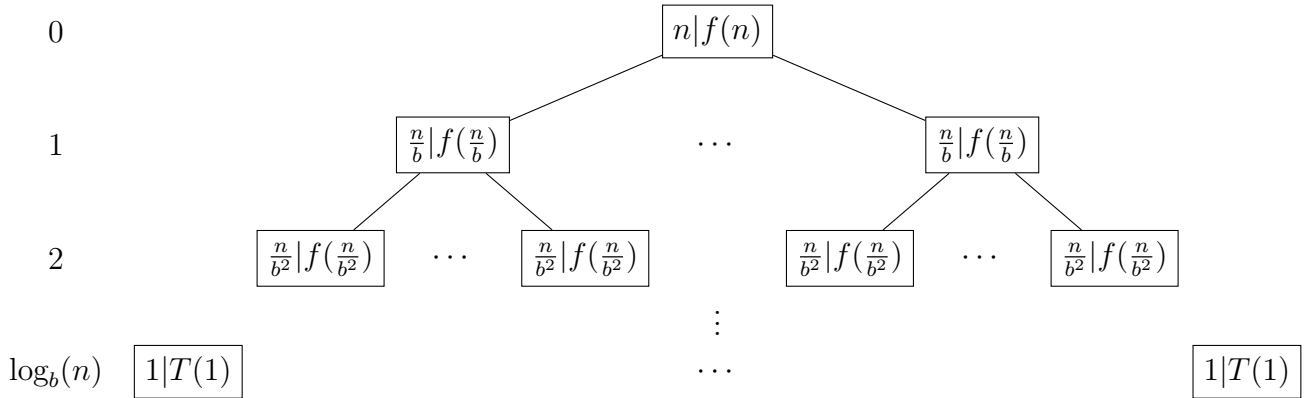 0 n|f(n)
1 n/b|f(n/b) ⋯ n/b|f(n/b)
2 n/b²|f(n/b²) ⋯ n/b²|f(n/b²) n/b²|f(n/b²) ⋯ n/b²|f(n/b²)
⋮
log_b(n) 1|T(1) ⋯ 1|T(1)